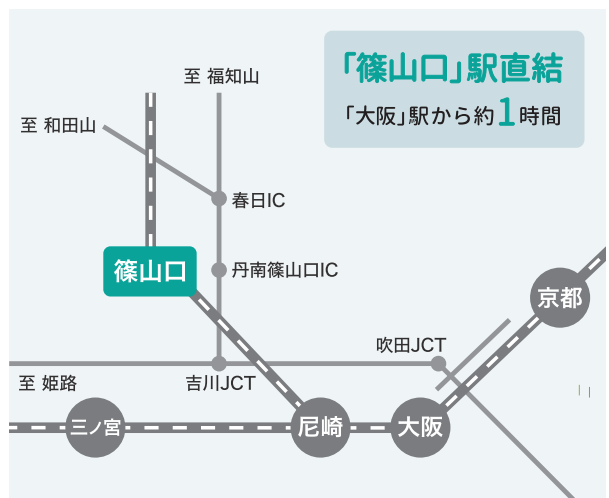 「篠山口」駅直結
「大阪」駅から約1時間
至 福知山
至 和田山
春日IC
篠山口
丹南篠山口IC
京都
吹田JCT
至 姫路
吉川JCT
三ノ宮
尼崎
大阪